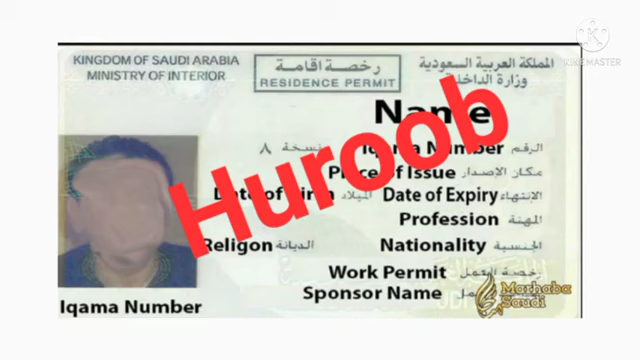 KINGDOM OF SAUDI ARABIA
MINISTRY OF INTERIOR
رخصة اقامة
RESIDENCE PERMIT
المملكة العربية السعودية
وزارة الداخلية
KINEMASTER
Name
نسخة ٨
Iqama Number الرقم
Place of Issue مكان الإصدار
Date of Birth الميلاد
Date of Expiry الإنتهاء
Profession المهنة
Religon الديانة
Nationality الجنسية
Work Permit رخصة العمل
Sponsor Name
Iqama Number
Huroob
Marhaba
Saudi